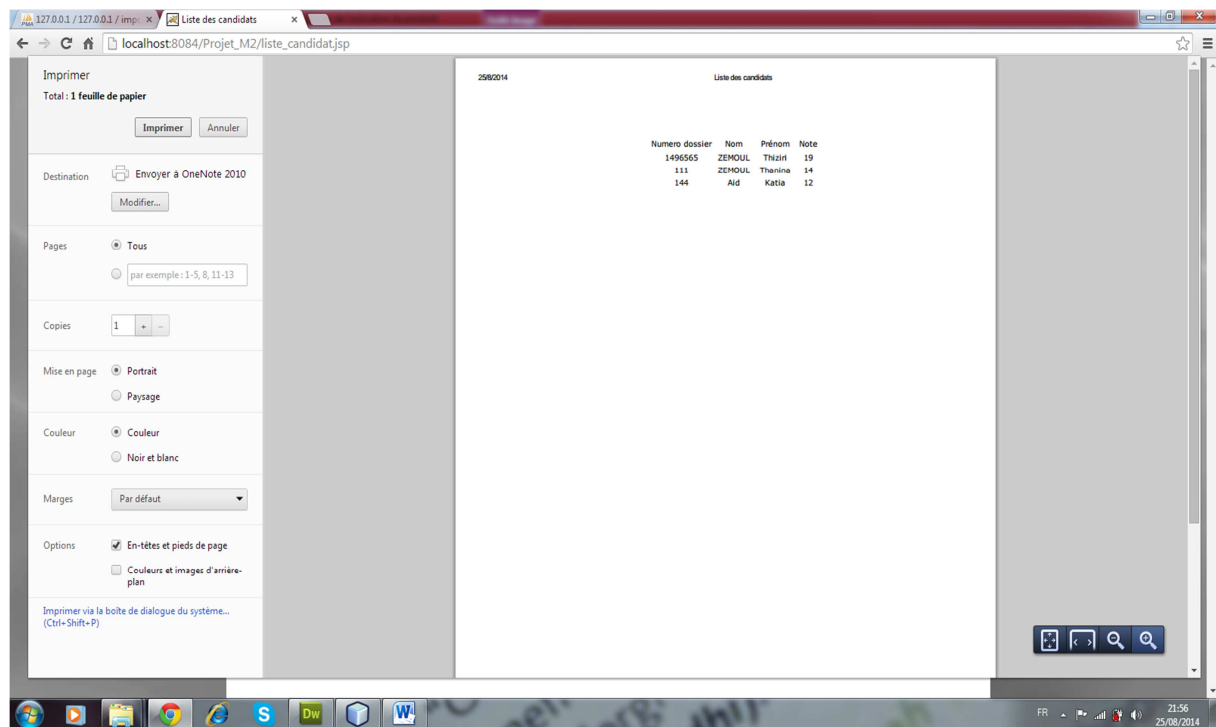 127.0.0.1 / 127.0.0.1 / imp
Liste des candidats
localhost:8084/Projet_M2/liste_candidat.jsp
Imprimer
Total : 1 feuille de papier
Imprimer Annuler
Destination Envoyer à OneNote 2010
Modifier...
Pages Tous
par exemple : 1-5, 8, 11-13
Copies 1 + -
Mise en page Portrait
Paysage
Couleur Couleur
Noir et blanc
Marges Par défaut
Options En-têtes et pieds de page
Couleurs et images d'arrière-
plan
Imprimer via la boîte de dialogue du système...
(Ctrl+Shift+P)
25/8/2014 Liste des candidats
Numero dossier Nom Prénom Note
1496565 ZEMOUL Thiziri 19
111 ZEMOUL Thanina 14
144 Aid Katia 12
Dw
FR
21:56
25/08/2014